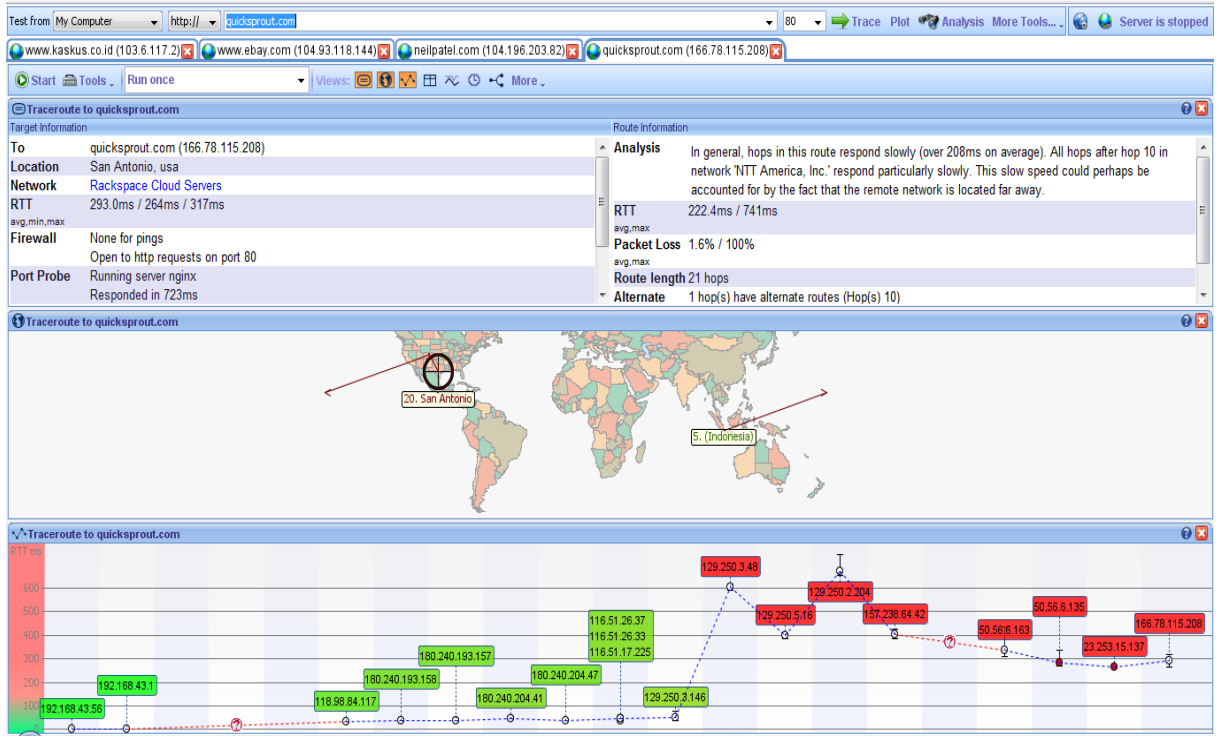 Test from My Computer http:// quicksprout.com 80 Trace Plot Analysis More Tools... Server is stopped
www.kaskus.co.id (103.6.117.2) www.ebay.com (104.93.118.144) neilpatel.com (104.196.203.82) quicksprout.com (166.78.115.208)
Start Tools Run once Views: More
Traceroute to quicksprout.com
Target Information
To quicksprout.com (166.78.115.208)
Location San Antonio, usa
Network Rackspace Cloud Servers
RTT 293.0ms / 264ms / 317ms
avg,min,max
Firewall None for pings
Open to http requests on port 80
Port Probe Running server nginx
Responded in 723ms
Route Information
Analysis In general, hops in this route respond slowly (over 208ms on average). All hops after hop 10 in
network 'NTT America, Inc.' respond particularly slowly. This slow speed could perhaps be
accounted for by the fact that the remote network is located far away.
RTT 222.4ms / 741ms
avg,max
Packet Loss 1.6% / 100%
avg,max
Route length 21 hops
Alternate 1 hop(s) have alternate routes (Hop(s) 10)
Traceroute to quicksprout.com
20. San Antonio
5. (Indonesia)
Traceroute to quicksprout.com
RTT ms
600
500
400
300
200
100
0
192.168.43.56
192.168.43.1
?
118.98.84.117
180.240.193.158
180.240.193.157
180.240.204.41
180.240.204.47
116.51.26.37
116.51.26.33
116.51.17.225
129.250.3.146
129.250.3.48
129.250.5.16
129.250.2.204
157.238.64.42
?
50.56.6.163
50.56.6.135
23.253.15.137
166.78.115.208